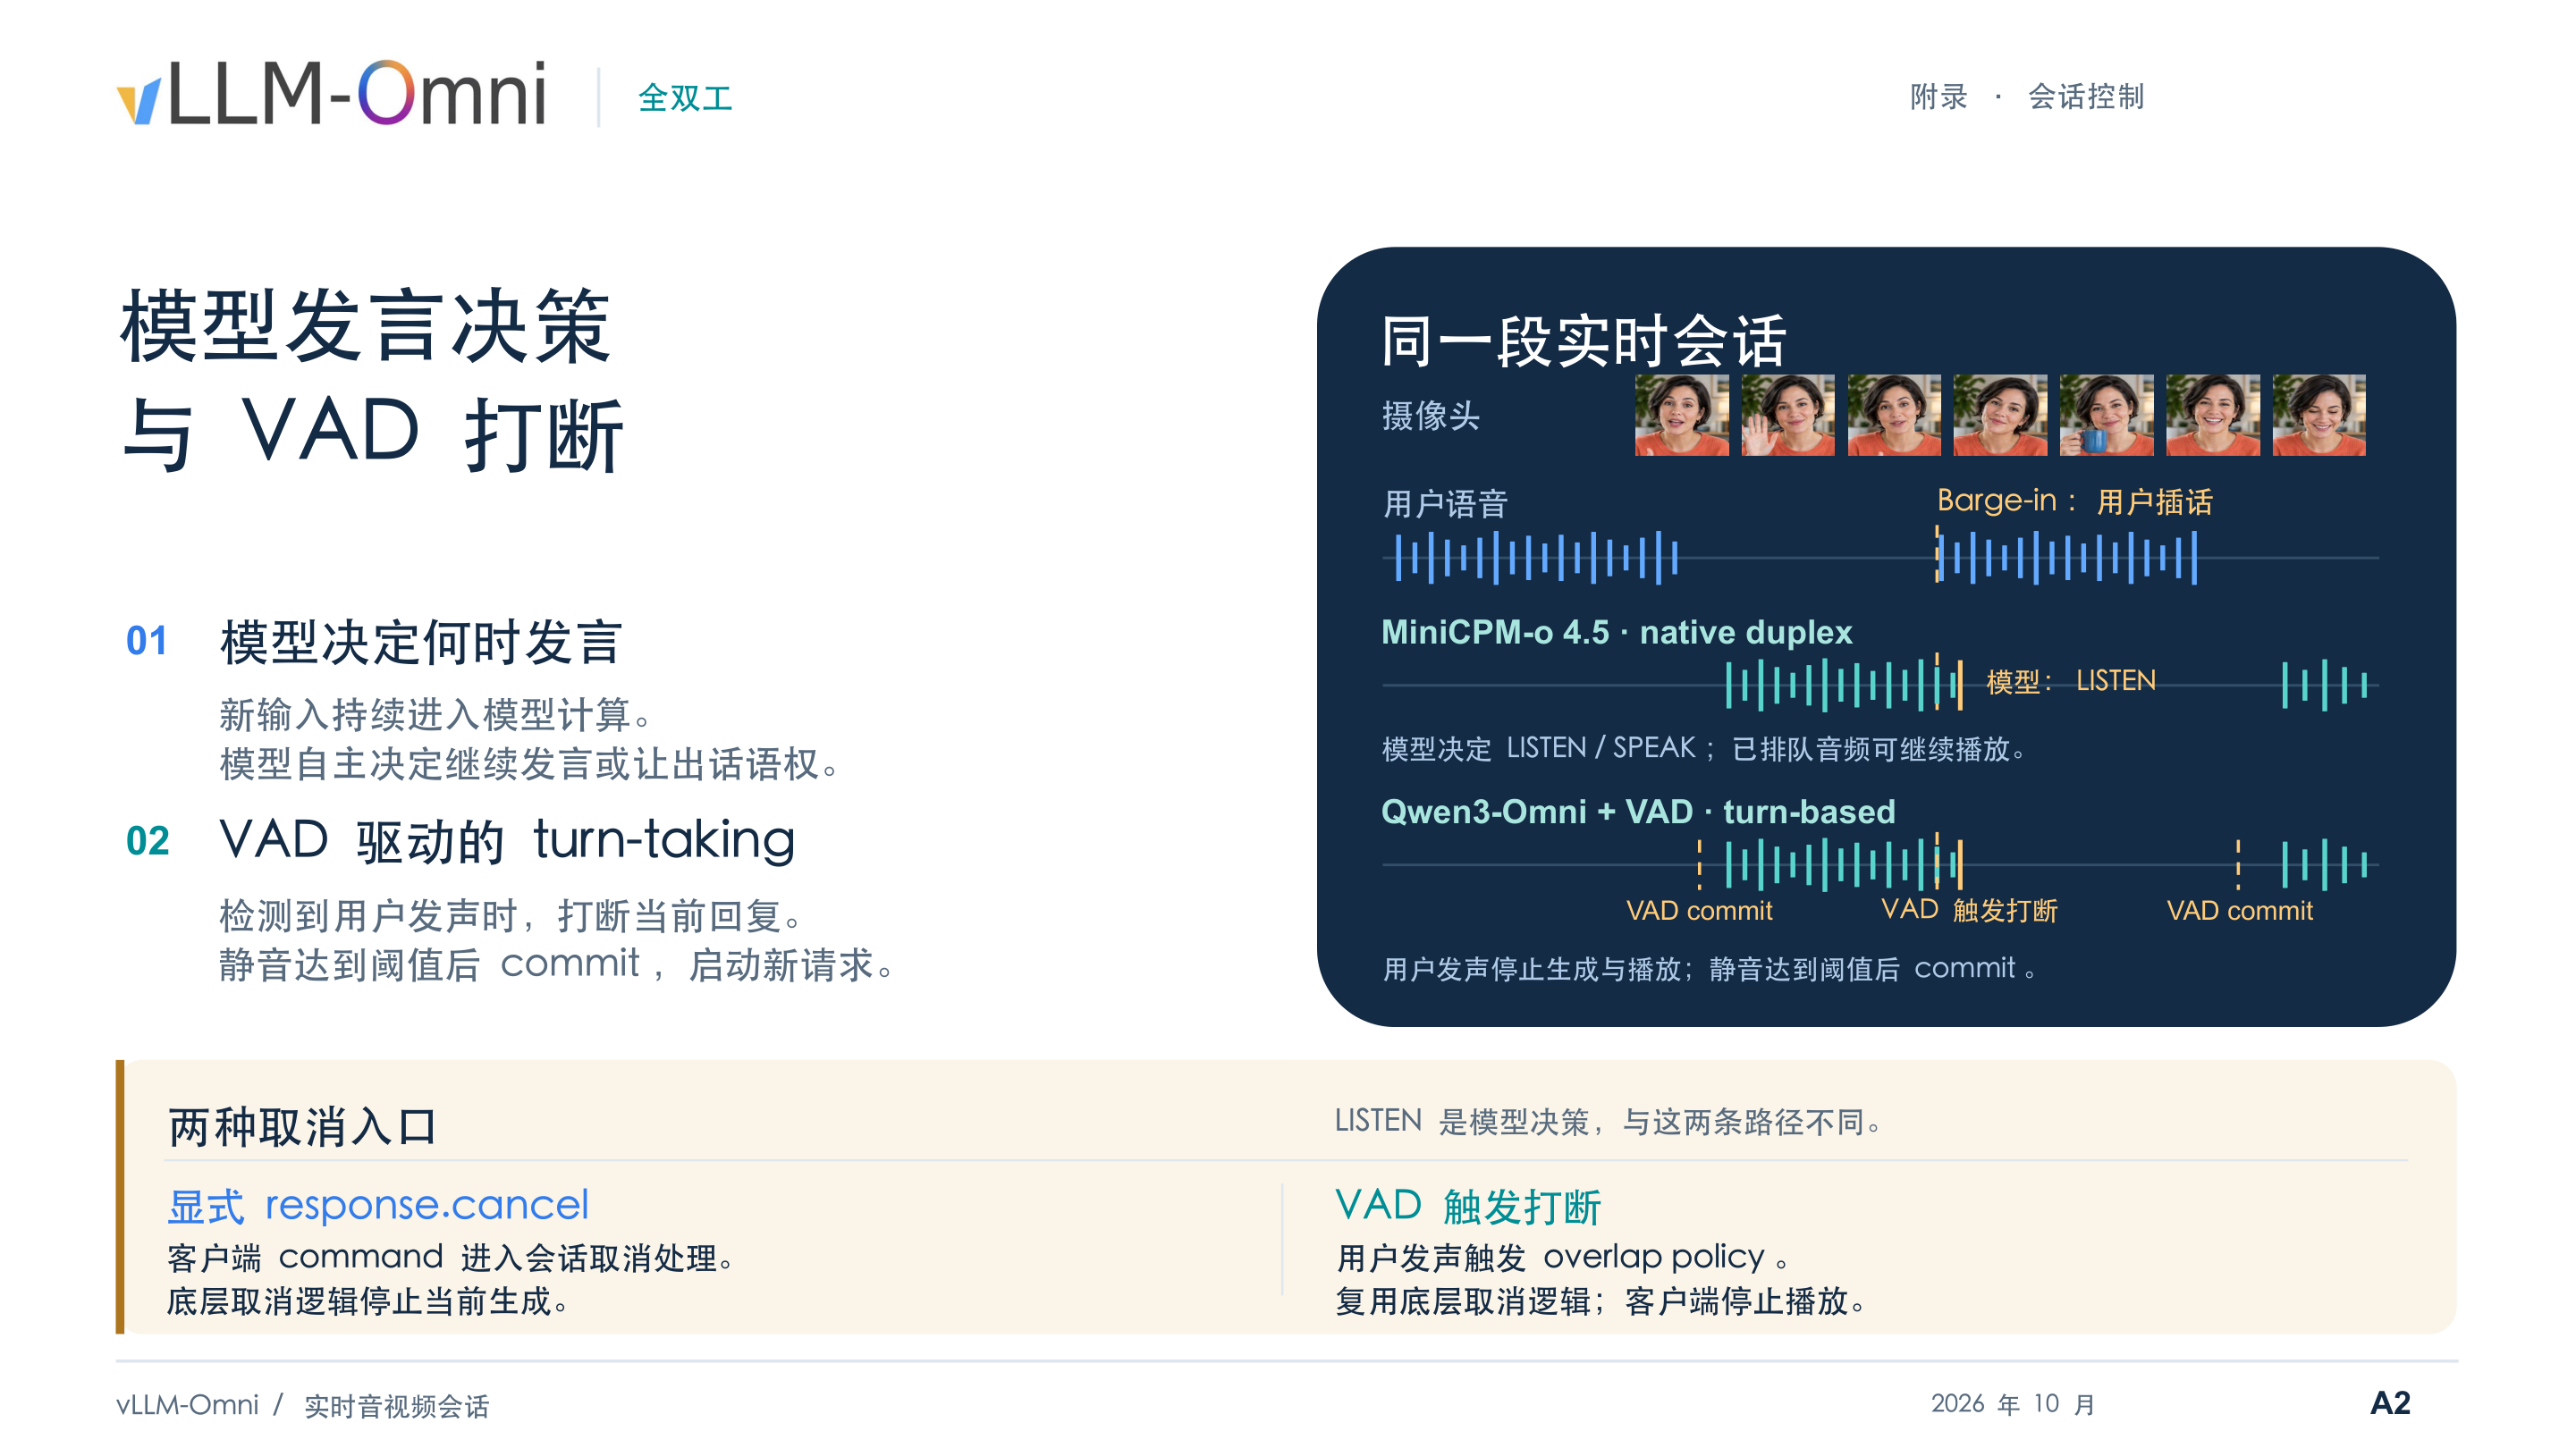 vLLM-Omni
全双工
附录 · 会话控制
模型发言决策
与 VAD 打断
01 模型决定何时发言
新输入持续进入模型计算。
模型自主决定继续发言或让出话语权。
02 VAD 驱动的 turn-taking
检测到用户发声时，打断当前回复。
静音达到阈值后 commit，启动新请求。
同一段实时会话
摄像头
用户语音
Barge-in：用户插话
MiniCPM-o 4.5 · native duplex
模型：LISTEN
模型决定 LISTEN / SPEAK；已排队音频可继续播放。
Qwen3-Omni + VAD · turn-based
VAD commit
VAD 触发打断
VAD commit
用户发声停止生成与播放；静音达到阈值后 commit。
两种取消入口
LISTEN 是模型决策，与这两条路径不同。
显式 response.cancel
客户端 command 进入会话取消处理。
底层取消逻辑停止当前生成。
VAD 触发打断
用户发声触发 overlap policy。
复用底层取消逻辑；客户端停止播放。
vLLM-Omni / 实时音视频会话
2026 年 10 月
A2